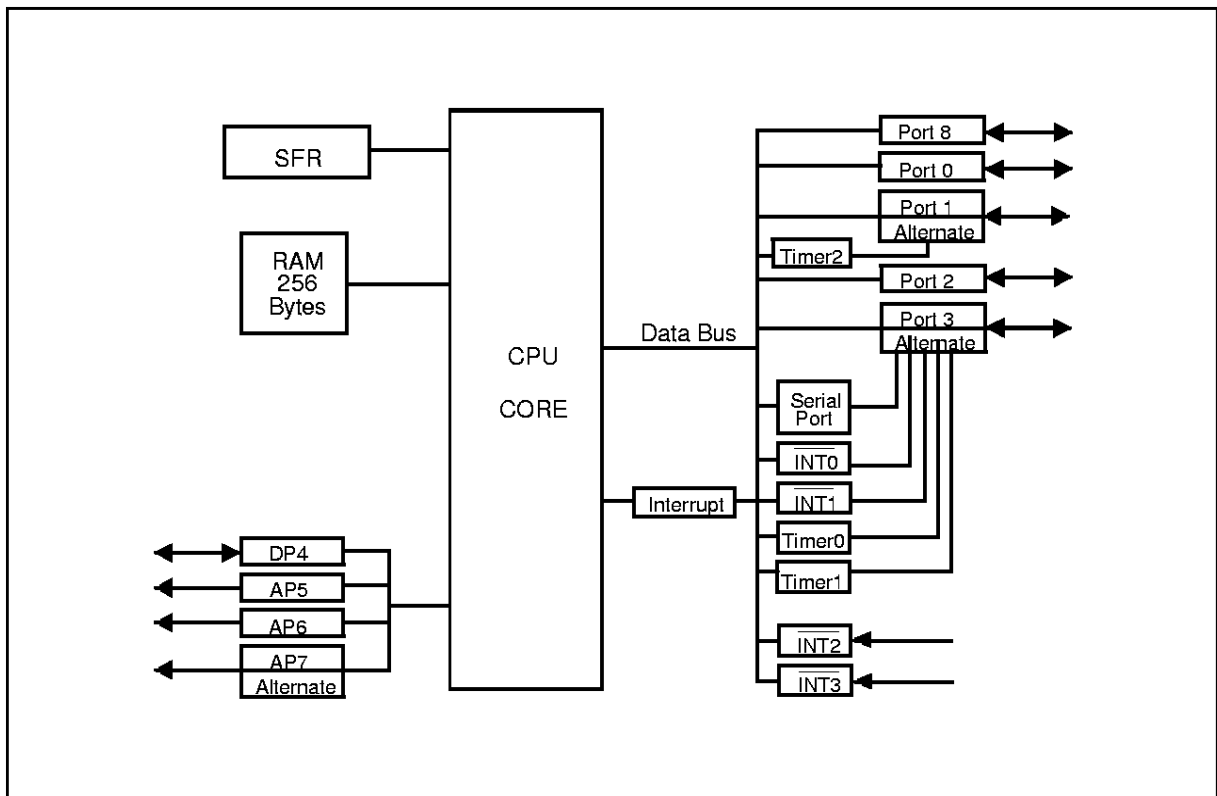 SFR
RAM
256
Bytes
CPU
CORE
DP4
AP5
AP6
AP7
Alternate
Data Bus
Interrupt
Port 8
Port 0
Port 1
Alternate
Timer2
Port 2
Port 3
Alternate
Serial
Port
INT0
INT1
Timer0
Timer1
INT2
INT3